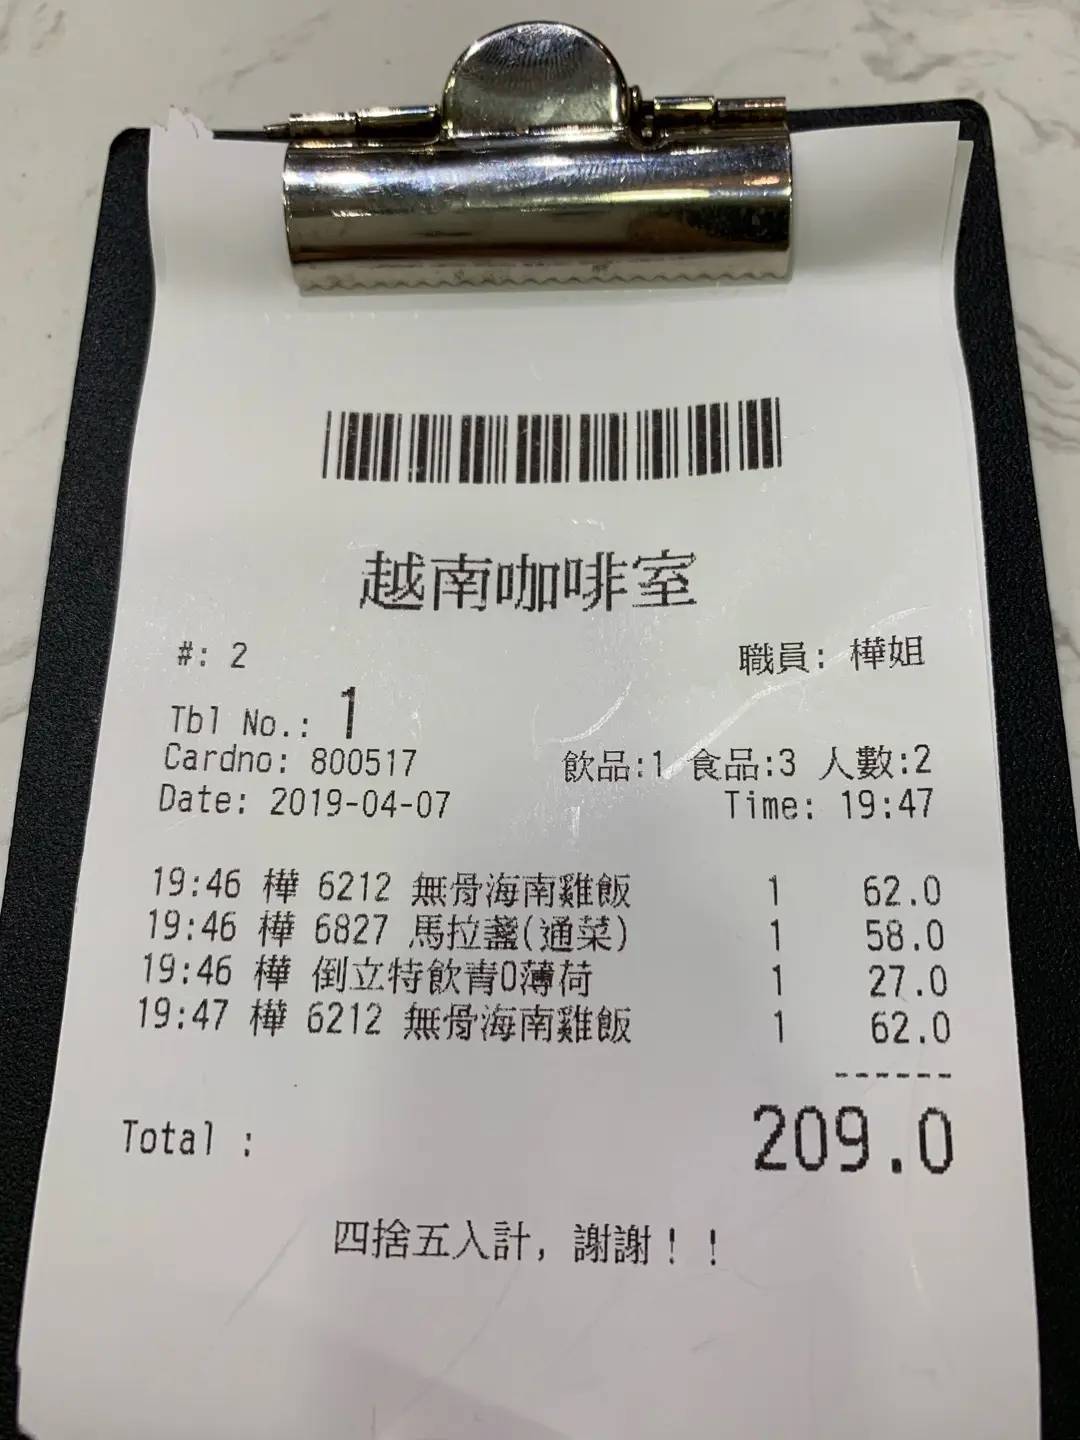 越南咖啡室
#: 2 職員: 樺姐
Tbl No.: 1
Cardno: 800517 飲品:1 食品:3 人數:2
Date: 2019-04-07 Time: 19:47
19:46 樺 6212 無骨海南雞飯 1 62.0
19:46 樺 6827 馬拉盞(通菜) 1 58.0
19:46 樺 倒立特飲青O薄荷 1 27.0
19:47 樺 6212 無骨海南雞飯 1 62.0
------
Total : 209.0
四捨五入計, 謝謝!!